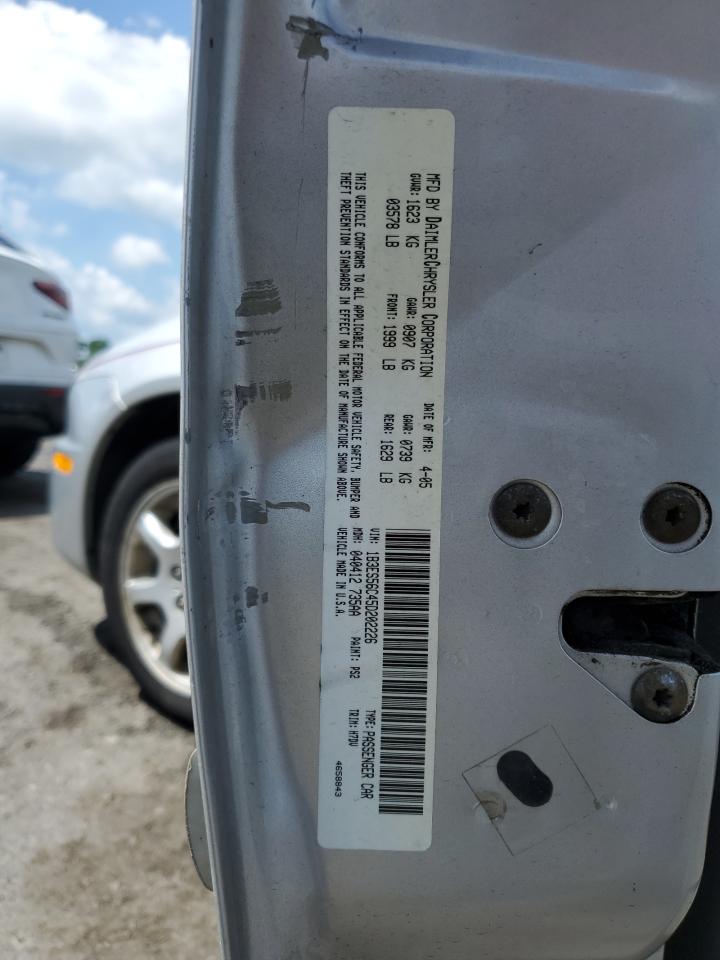 MFD BY DAIMLERCHRYSLER CORPORATION DATE OF MFR: 4-05
GVWR: 1623 KG GAWR: 0907 KG GAWR: 0739 KG
03578 LB FRONT: 1999 LB REAR: 1629 LB
THIS VEHICLE CONFORMS TO ALL APPLICABLE FEDERAL MOTOR VEHICLE SAFETY, BUMPER AND
THEFT PREVENTION STANDARDS IN EFFECT ON THE DATE OF MANUFACTURE SHOWN ABOVE.
VIN: 1B3ES56C45D202226 TYPE: PASSENGER CAR
MDH: 040412 735AA PAINT: PS2 TRIM: H7DV
VEHICLE MADE IN U.S.A. 4658843